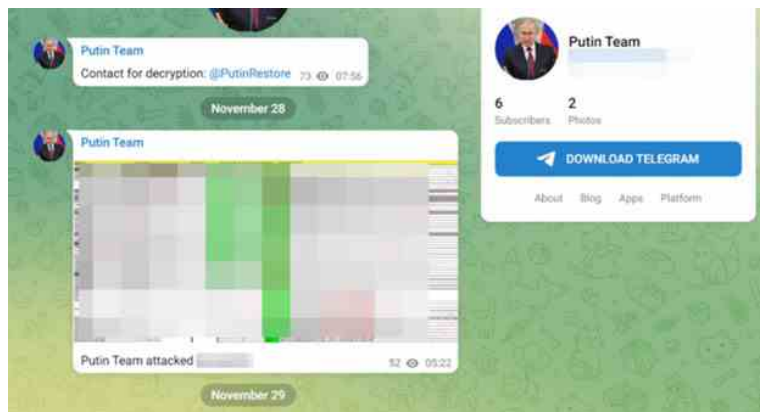 Putin Team
Contact for decryption: @PutinRestore 73 07:56
November 28
Putin Team
Putin Team attacked
52 05:22
November 29
Putin Team
6 2
Subscribers Photos
DOWNLOAD TELEGRAM
About Blog Apps Platform